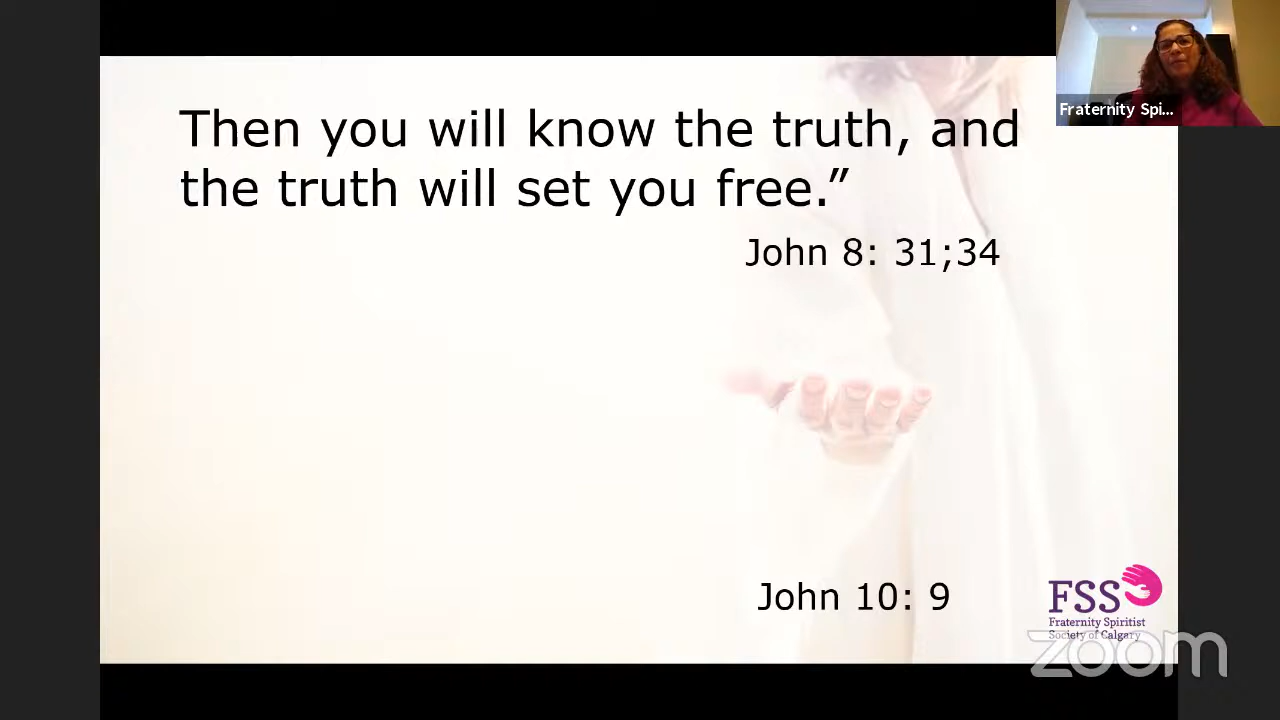 Fraternity Spi...
Then you will know the truth, and
the truth will set you free.”
John 8: 31;34
John 10: 9
FSS
Fraternity Spiritist
Society of Calgary
zoom